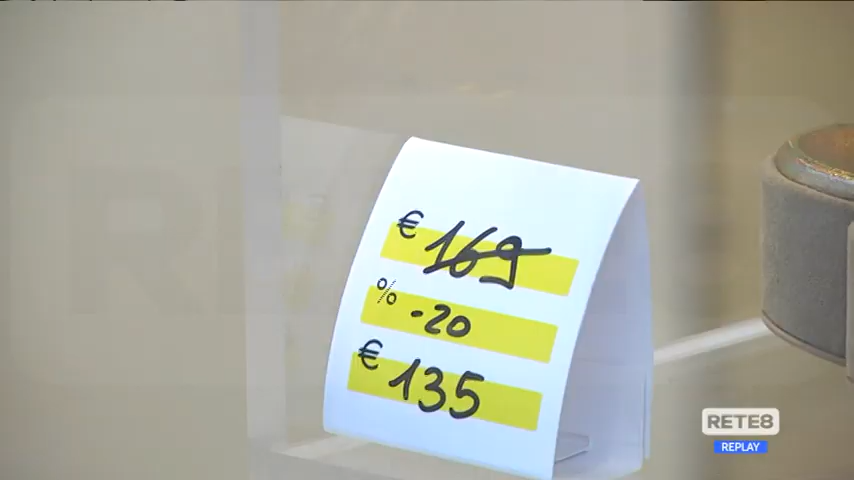 € 169
% -20
€ 135
RETE8
REPLAY